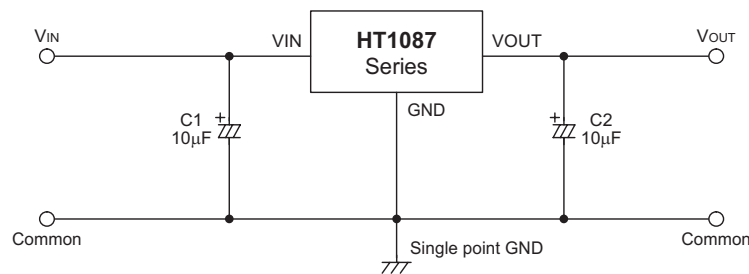 VIN
VIN
HT1087
Series
VOUT
VOUT
GND
C1
10μF
+
+
C2
10μF
Common
Single point GND
Common